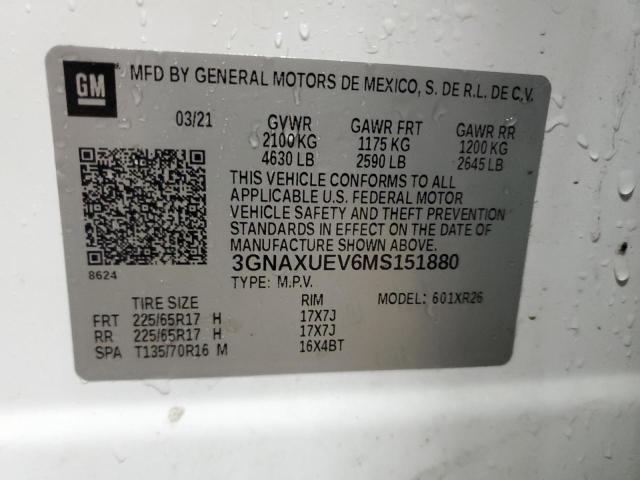 GM MFD BY GENERAL MOTORS DE MEXICO, S. DE R.L. DE C.V.
03/21 GVWR GAWR FRT GAWR RR
2100KG 1175 KG 1200 KG
4630 LB 2590 LB 2645 LB
THIS VEHICLE CONFORMS TO ALL
APPLICABLE U.S. FEDERAL MOTOR
VEHICLE SAFETY AND THEFT PREVENTION
STANDARDS IN EFFECT ON THE DATE OF
MANUFACTURE SHOWN ABOVE.
3GNAXUEV6MS151880
8624 TYPE: M.P.V.
TIRE SIZE RIM MODEL: 601XR26
FRT 225/65R17 H 17X7J
RR 225/65R17 H 17X7J
SPA T135/70R16 M 16X4BT